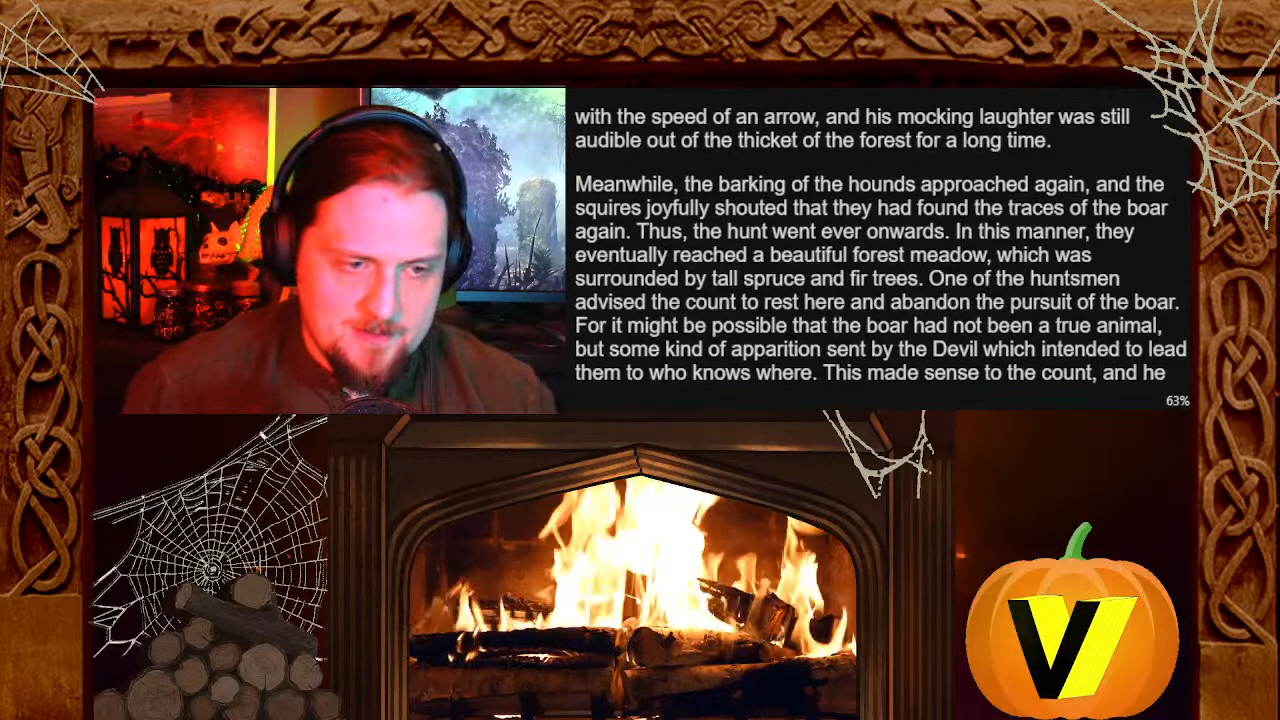 with the speed of an arrow, and his mocking laughter was still
audible out of the thicket of the forest for a long time.
Meanwhile, the barking of the hounds approached again, and the
squires joyfully shouted that they had found the traces of the boar
again. Thus, the hunt went ever onwards. In this manner, they
eventually reached a beautiful forest meadow, which was
surrounded by tall spruce and fir trees. One of the huntsmen
advised the count to rest here and abandon the pursuit of the boar.
For it might be possible that the boar had not been a true animal,
but some kind of apparition sent by the Devil which intended to lead
them to who knows where. This made sense to the count, and he
63%
V